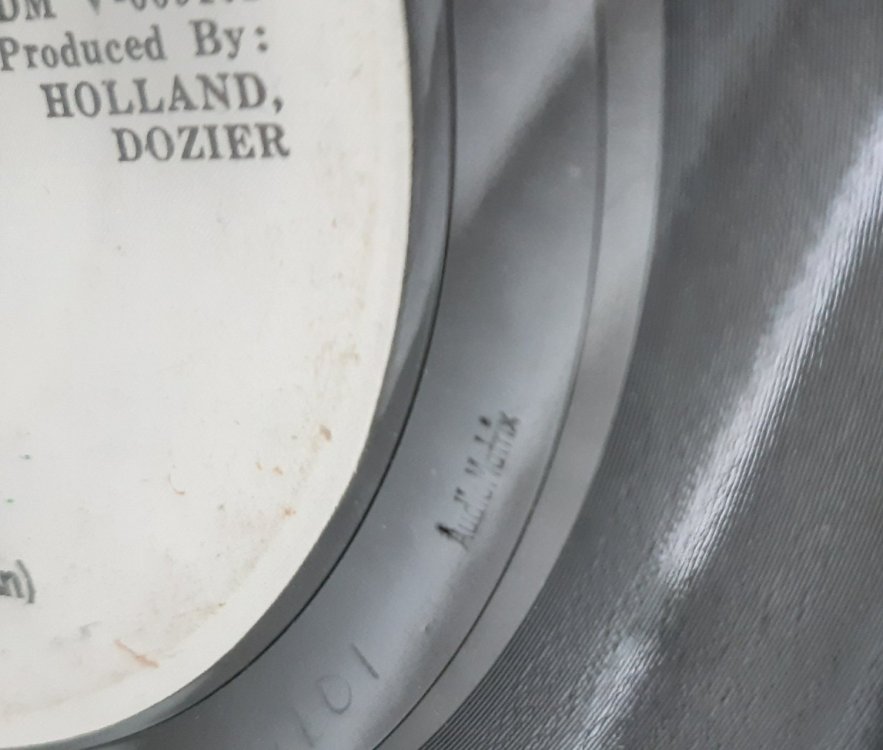 Produced By:
HOLLAND,
DOZIER
n)
Audio Matrix